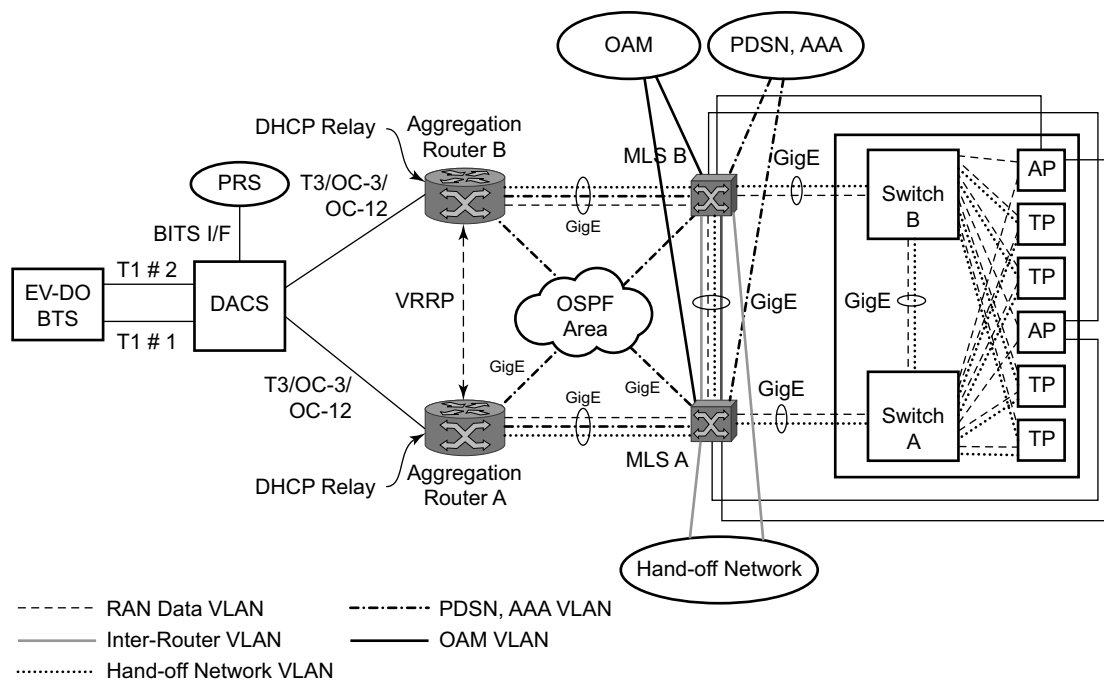 OAM
PDSN, AAA
DHCP Relay
Aggregation
Router B
MLS B
GigE
AP
PRS
T3/OC-3/
OC-12
GigE
Switch
B
TP
BITS I/F
T1 # 2
EV-DO
BTS
DACS
VRRP
OSPF
Area
GigE
GigE
TP
AP
T1 # 1
T3/OC-3/
OC-12
GigE
GigE
GigE
GigE
Switch
A
TP
TP
MLS A
DHCP Relay
Aggregation
Router A
Hand-off Network
RAN Data VLAN
PDSN, AAA VLAN
Inter-Router VLAN
OAM VLAN
Hand-off Network VLAN